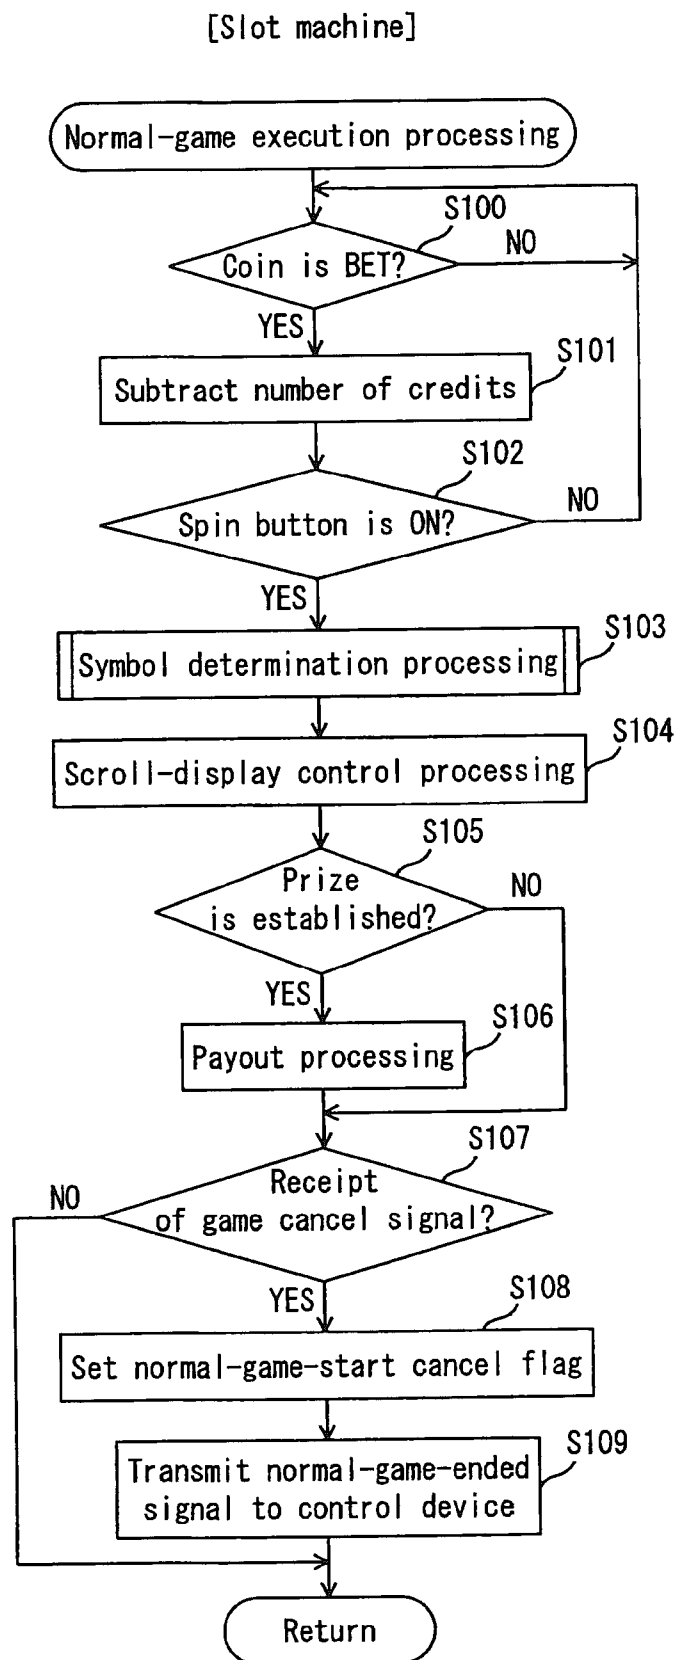 [Slot machine]
Normal-game execution processing
S100
Coin is BET?
NO
YES
S101
Subtract number of credits
S102
Spin button is ON?
NO
YES
S103
Symbol determination processing
S104
Scroll-display control processing
S105
Prize
is established?
NO
YES
S106
Payout processing
S107
Receipt
of game cancel signal?
NO
YES
S108
Set normal-game-start cancel flag
S109
Transmit normal-game-ended
signal to control device
Return